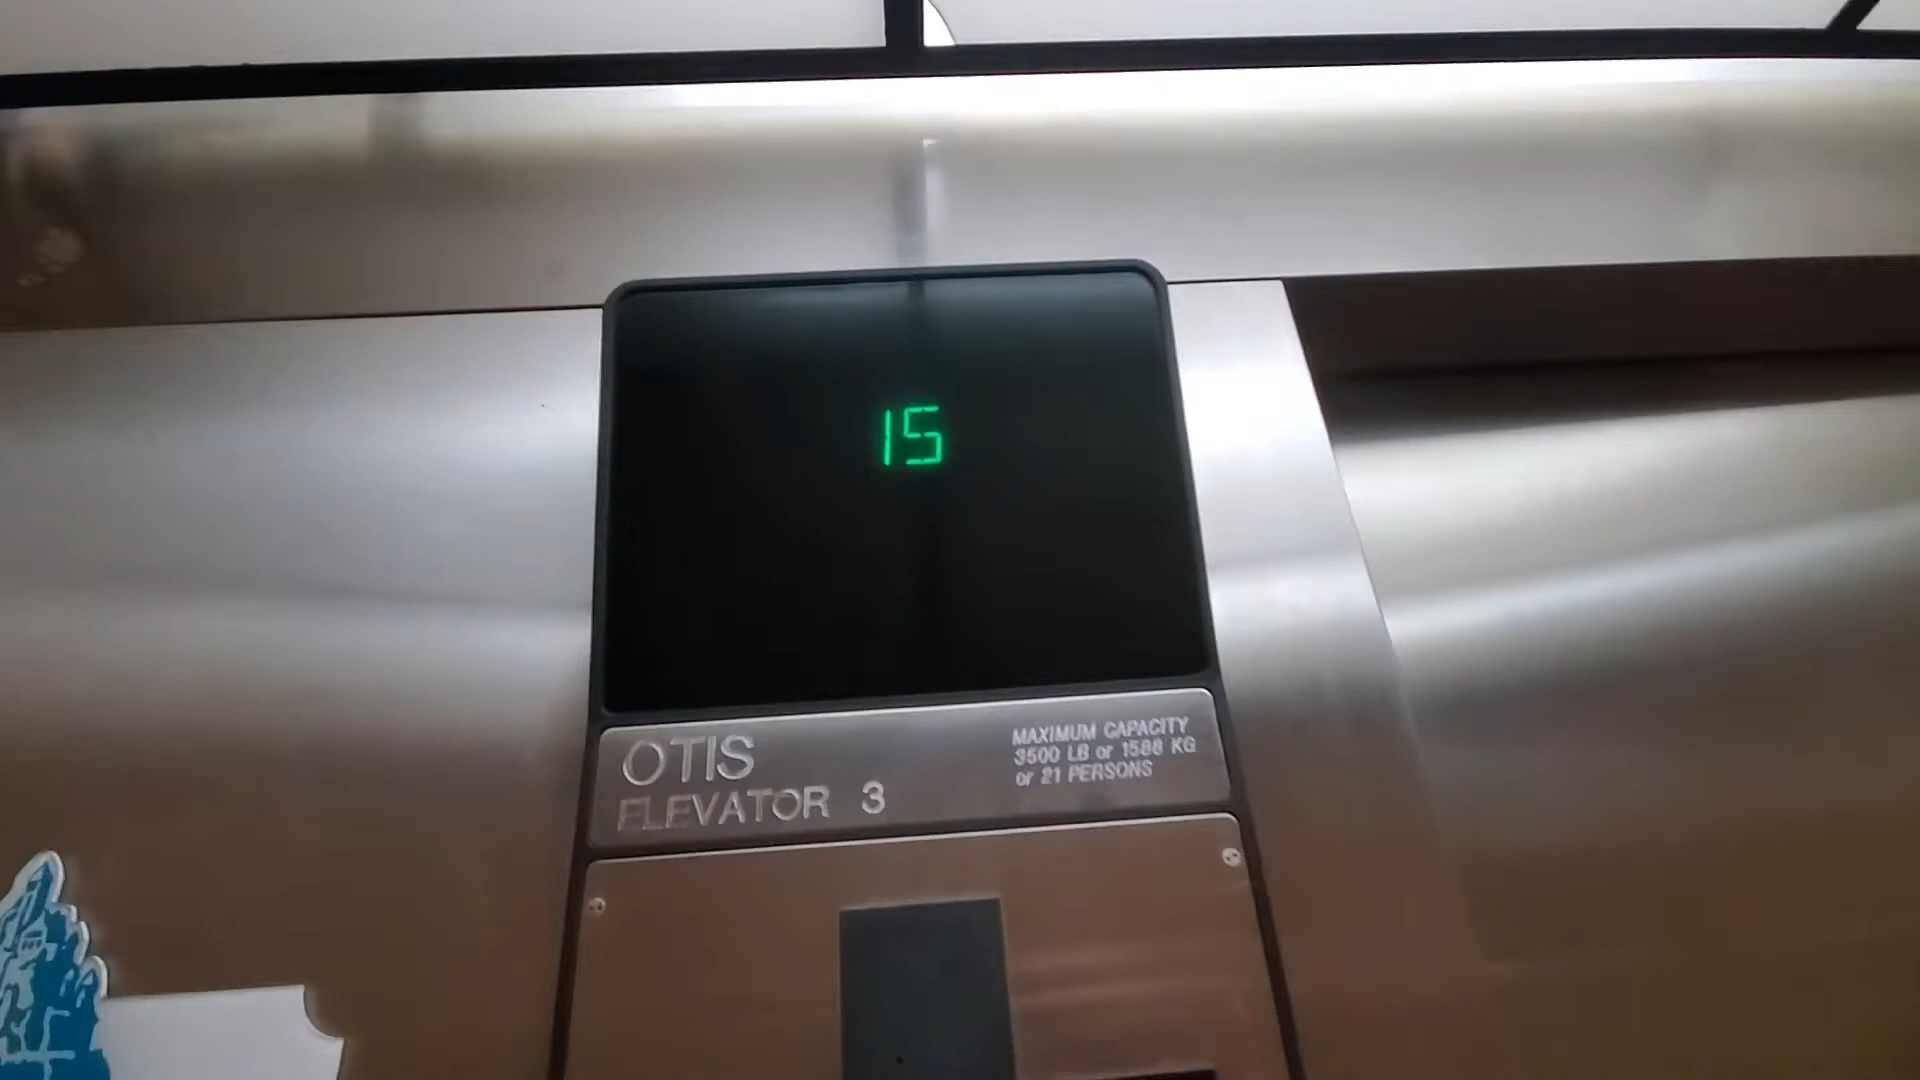 15
OTIS
ELEVATOR 3
MAXIMUM CAPACITY
3500 LB or 1588 KG
or 21 PERSONS